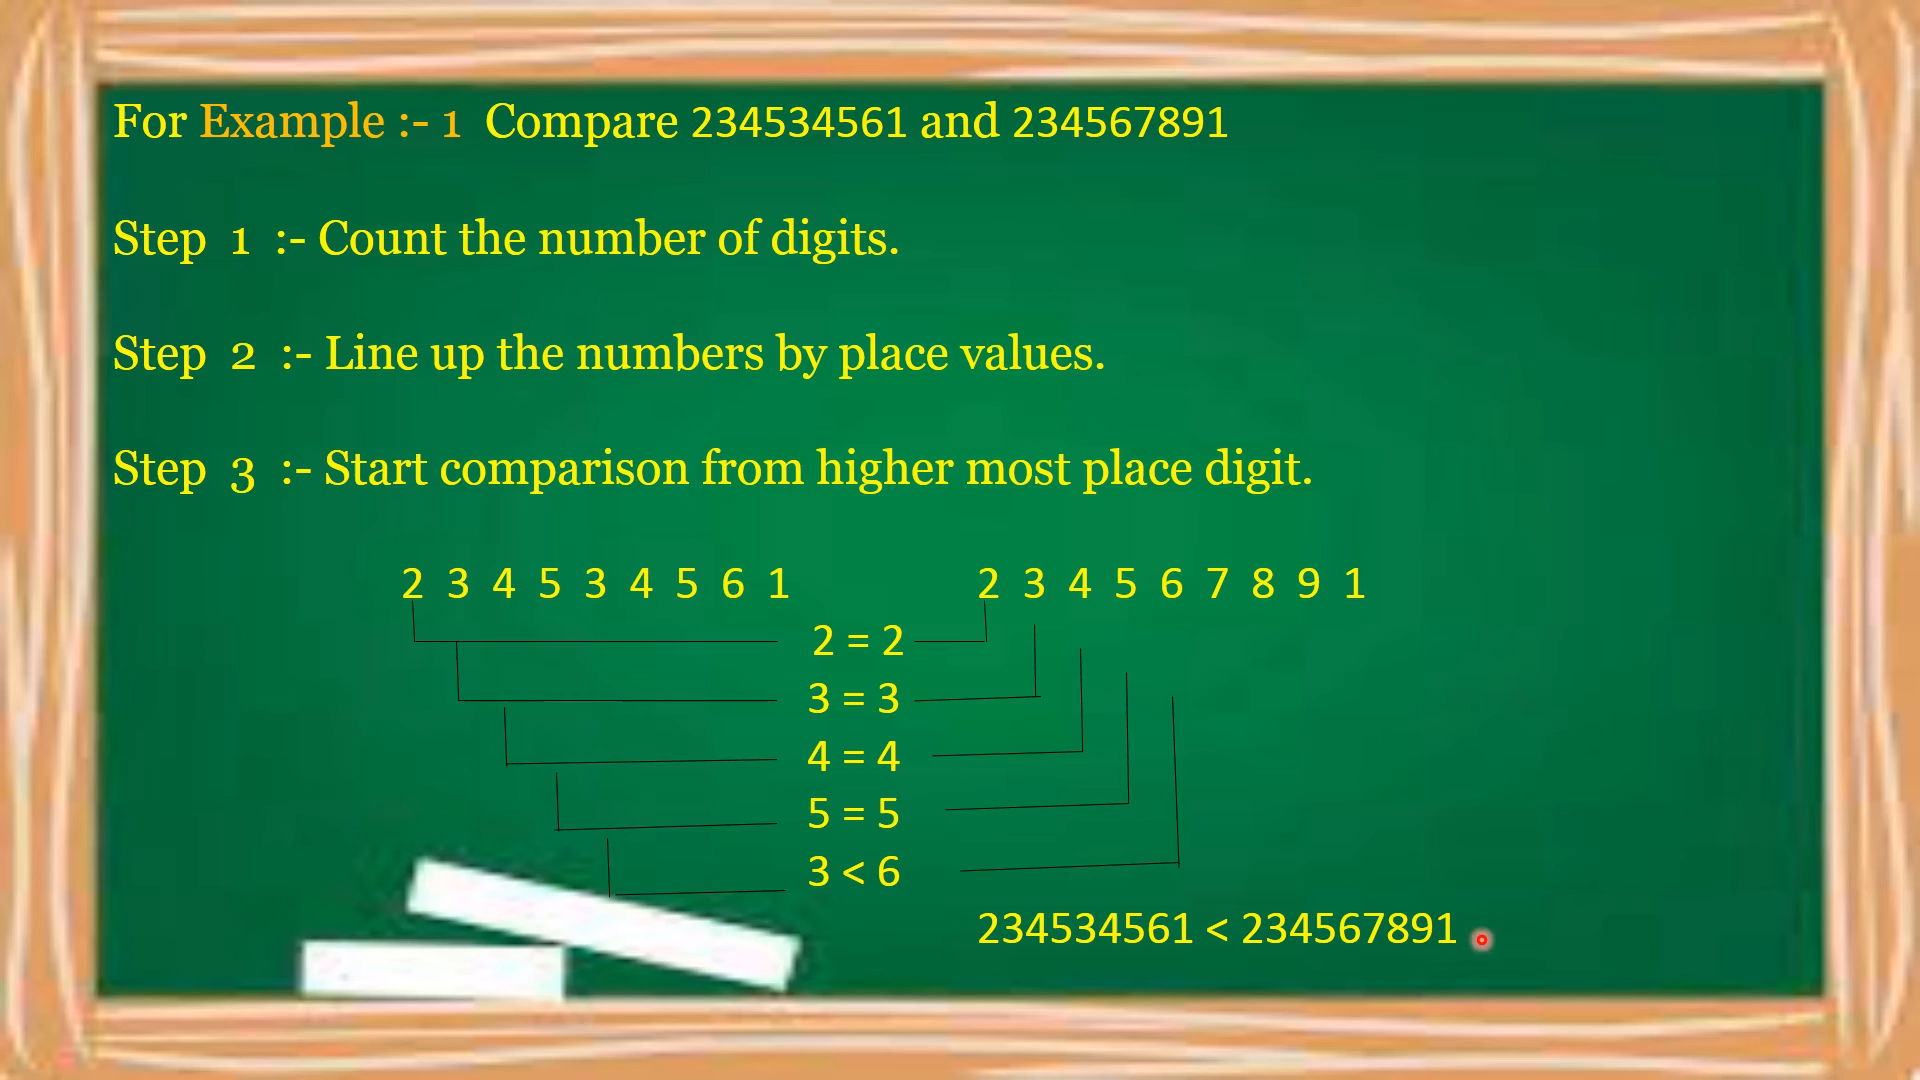 For Example :- 1 Compare 234534561 and 234567891
Step 1 :- Count the number of digits.
Step 2 :- Line up the numbers by place values.
Step 3 :- Start comparison from higher most place digit.
2 3 4 5 3 4 5 6 1 2 3 4 5 6 7 8 9 1
2 = 2
3 = 3
4 = 4
5 = 5
3 < 6
234534561 < 234567891